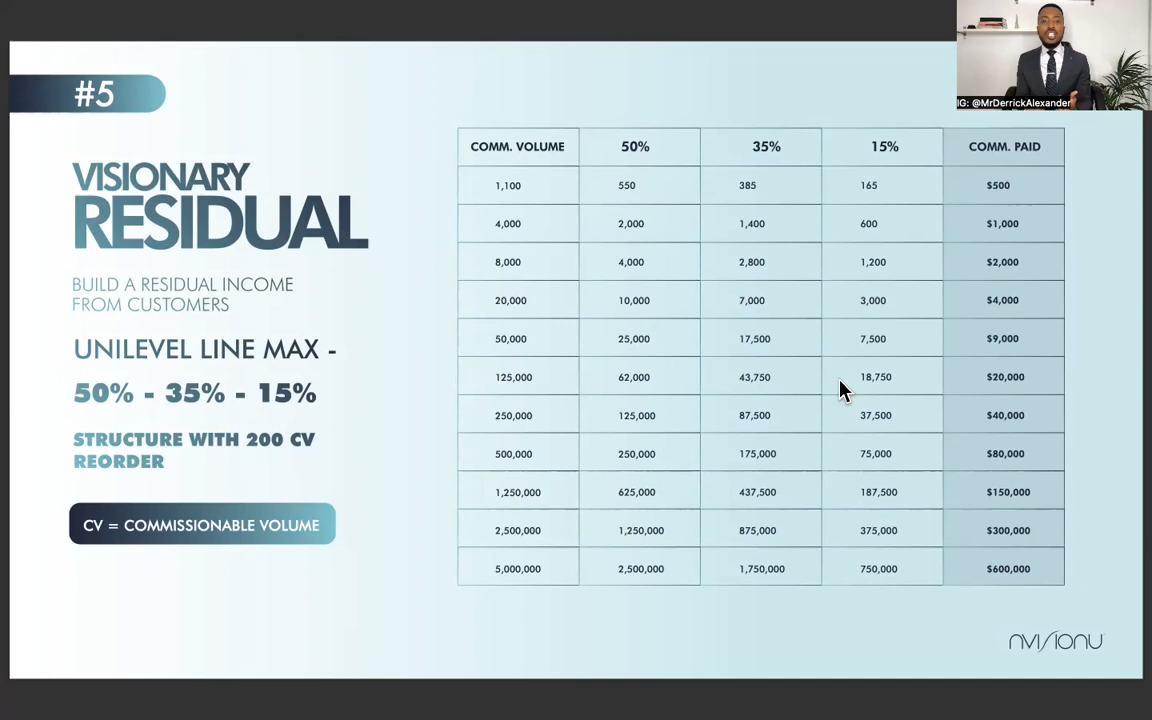 IG: @MrDerrickAlexander
#5
VISIONARY
RESIDUAL
BUILD A RESIDUAL INCOME
FROM CUSTOMERS
UNILEVEL LINE MAX -
50% - 35% - 15%
STRUCTURE WITH 200 CV
REORDER
CV = COMMISSIONABLE VOLUME
COMM. VOLUME 50% 35% 15% COMM. PAID
1,100 550 385 165 $500
4,000 2,000 1,400 600 $1,000
8,000 4,000 2,800 1,200 $2,000
20,000 10,000 7,000 3,000 $4,000
50,000 25,000 17,500 7,500 $9,000
125,000 62,000 43,750 18,750 $20,000
250,000 125,000 87,500 37,500 $40,000
500,000 250,000 175,000 75,000 $80,000
1,250,000 625,000 437,500 187,500 $150,000
2,500,000 1,250,000 875,000 375,000 $300,000
5,000,000 2,500,000 1,750,000 750,000 $600,000
nvisionu